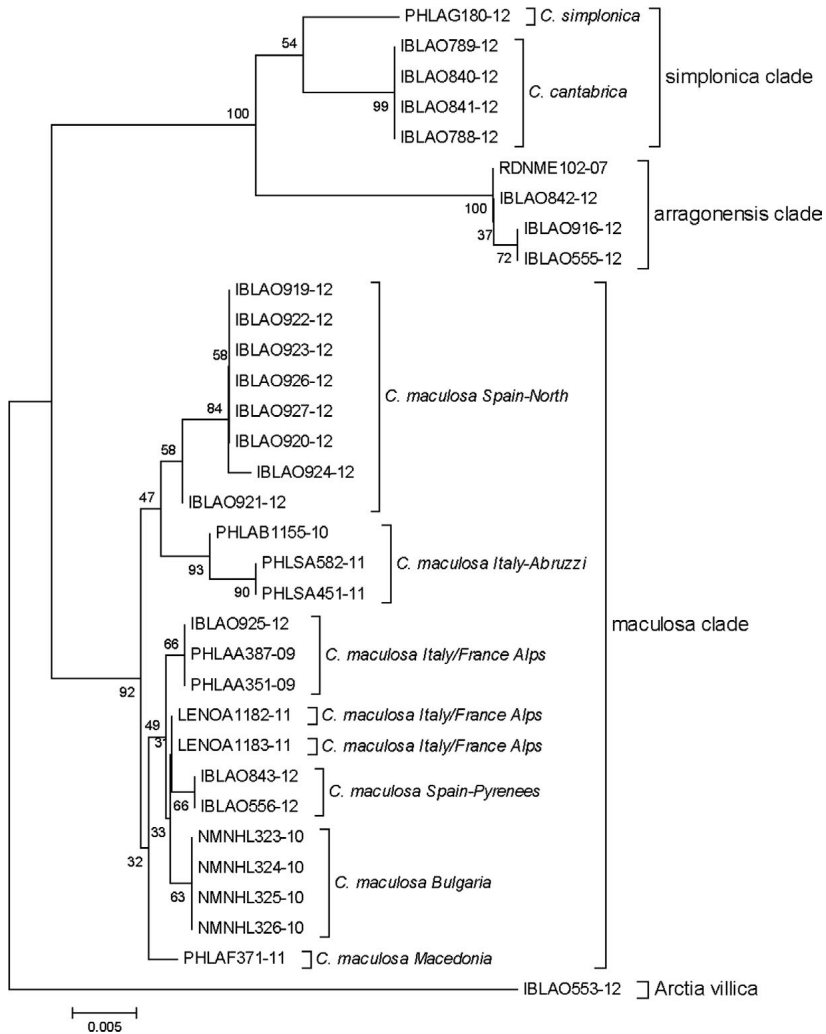 PHLAG180-12
C. simplonica
54
IBLAO789-12
IBLAO840-12
simplonica clade
C. cantabrica
99
IBLAO841-12
100
IBLAO788-12
RDNME102-07
100
IBLAO842-12
arragonensis clade
37
IBLAO916-12
72
IBLAO555-12
IBLAO919-12
IBLAO922-12
58
IBLAO923-12
IBLAO926-12
C. maculosa Spain-North
84
IBLAO927-12
IBLAO920-12
58
IBLAO924-12
47
IBLAO921-12
PHLAB1155-10
93
PHLSA582-11
C. maculosa Italy-Abruzzi
90
PHLSA451-11
IBLAO925-12
maculosa clade
66
PHLAA387-09
C. maculosa Italy/France Alps
92
PHLAA351-09
49
LENOA1182-11
C. maculosa Italy/France Alps
31
LENOA1183-11
C. maculosa Italy/France Alps
IBLAO843-12
C. maculosa Spain-Pyrenees
66
IBLAO556-12
33
NMNHL323-10
32
NMNHL324-10
C. maculosa Bulgaria
63
NMNHL325-10
NMNHL326-10
PHLAF371-11
C. maculosa Macedonia
IBLAO553-12
Arctia villica
0.005